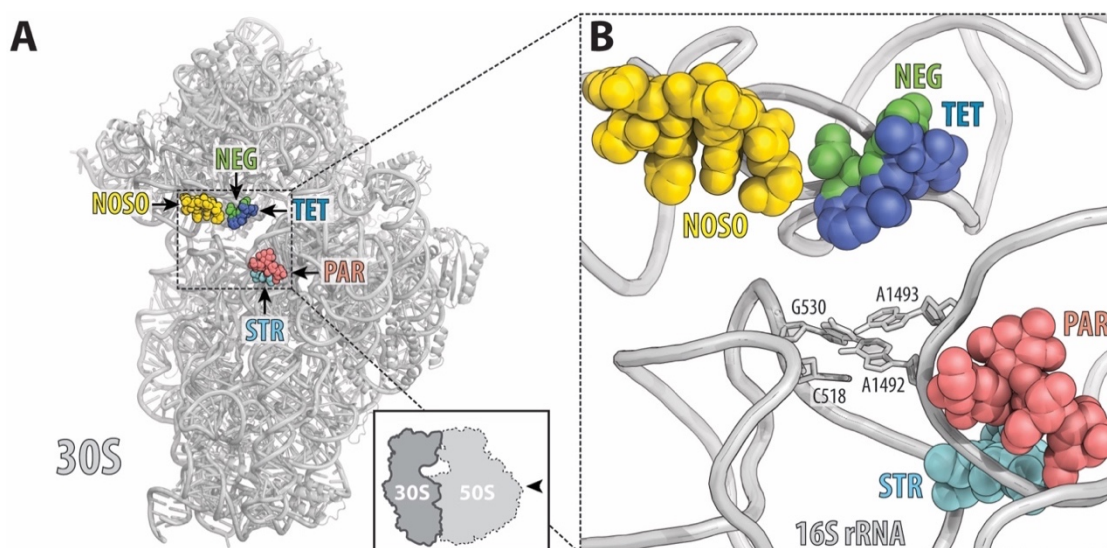 A
NEG
NOSO
TET
PAR
STR
30S
30S 50S
B
NEG
TET
NOSO
G530
A1493
PAR
A1492
C518
STR
16S rRNA